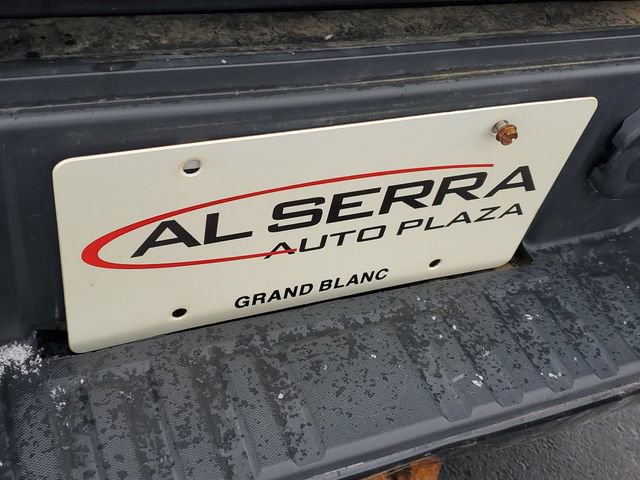 AL SERRA
AUTO PLAZA
GRAND BLANC